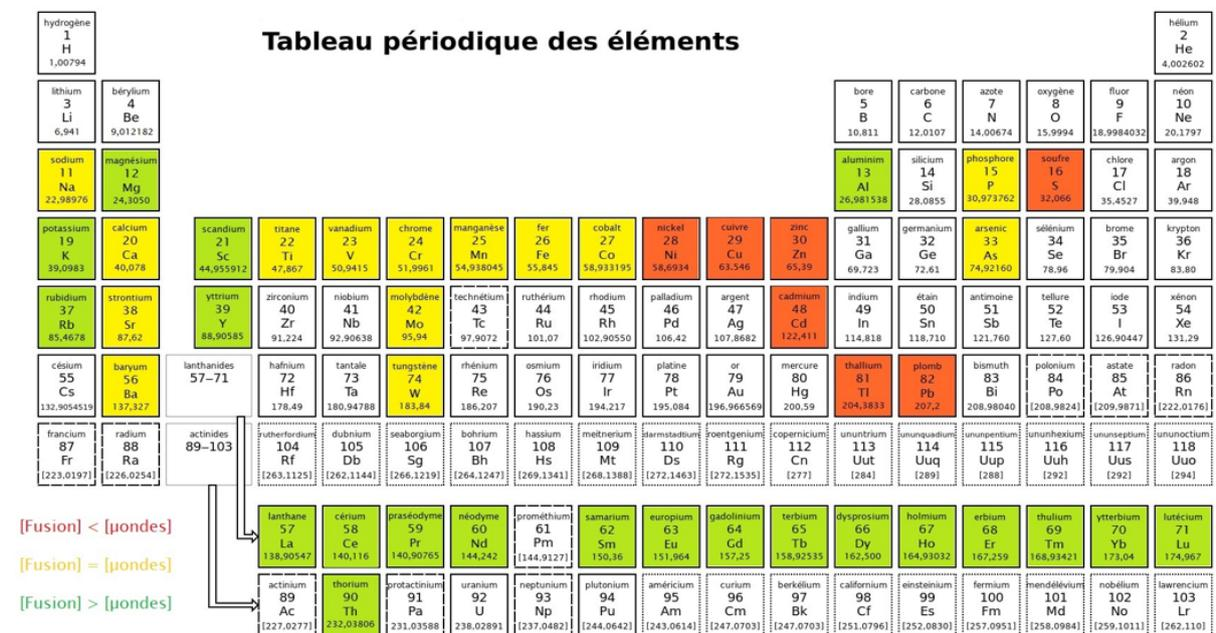 Tableau périodique des éléments
hydrogène
1
H
1,00794
hélium
2
He
4,002602
lithium
3
Li
6,941
bérylium
4
Be
9,012182
bore
5
B
10,811
carbone
6
C
12,0107
azote
7
N
14,00674
oxygène
8
O
15,9994
fluor
9
F
18,9984032
néon
10
Ne
20,1797
sodium
11
Na
22,98976
magnésium
12
Mg
24,3050
aluminim
13
Al
26,981538
silicium
14
Si
28,0855
phosphore
15
P
30,973762
soufre
16
S
32,066
chlore
17
Cl
35,4527
argon
18
Ar
39,948
potassium
19
K
39,0983
calcium
20
Ca
40,078
scandium
21
Sc
44,955912
titane
22
Ti
47,867
vanadium
23
V
50,9415
chrome
24
Cr
51,9961
manganèse
25
Mn
54,938045
fer
26
Fe
55,845
cobalt
27
Co
58,933195
nickel
28
Ni
58,6934
cuivre
29
Cu
63,546
zinc
30
Zn
65,39
gallium
31
Ga
69,723
germanium
32
Ge
72,61
arsenic
33
As
74,92160
sélénium
34
Se
78,96
brome
35
Br
79,904
krypton
36
Kr
83,80
rubidium
37
Rb
85,4678
strontium
38
Sr
87,62
yttrium
39
Y
88,90585
zirconium
40
Zr
91,224
niobium
41
Nb
92,90638
molybdène
42
Mo
95,94
technétium
43
Tc
97,9072
ruthérium
44
Ru
101,07
rhodium
45
Rh
102,90550
palladium
46
Pd
106,42
argent
47
Ag
107,8682
cadmium
48
Cd
122,411
indium
49
In
114,818
étain
50
Sn
118,710
antimoine
51
Sb
121,760
tellure
52
Te
127,60
iode
53
I
126,90447
xénon
54
Xe
131,29
césium
55
Cs
132,9054519
baryum
56
Ba
137,327
lanthanides
57–71
hafnium
72
Hf
178,49
tantale
73
Ta
180,94788
tungstène
74
W
183,84
rhénium
75
Re
186,207
osmium
76
Os
190,23
iridium
77
Ir
194,217
platine
78
Pt
195,084
or
79
Au
196,966569
mercure
80
Hg
200,59
thallium
81
Tl
204,3833
plomb
82
Pb
207,2
bismuth
83
Bi
208,98040
polonium
84
Po
[208,9824]
astate
85
At
[209,9871]
radon
86
Rn
[222,0176]
francium
87
Fr
[223,0197]
radium
88
Ra
[226,0254]
actinides
89–103
rutherfordium
104
Rf
[263,1125]
dubnium
105
Db
[262,1144]
seaborgium
106
Sg
[266,1219]
bohrium
107
Bh
[264,1247]
hassium
108
Hs
[269,1341]
meitnerium
109
Mt
[268,1388]
darmstadtium
110
Ds
[272,1463]
roentgenium
111
Rg
[272,1535]
copernicium
112
Cn
[277]
ununtrium
113
Uut
[284]
ununquadium
114
Uuq
[289]
ununpentium
115
Uup
[288]
ununhexium
116
Uuh
[292]
ununseptium
117
Uus
[292]
ununoctium
118
Uuo
[294]
[Fusion] < [µondes]
[Fusion] = [µondes]
[Fusion] > [µondes]
lanthane
57
La
138,90547
cérium
58
Ce
140,116
praséodyme
59
Pr
140,90765
néodyme
60
Nd
144,242
prométhium
61
Pm
[144,9127]
samarium
62
Sm
150,36
europium
63
Eu
151,964
gadolinium
64
Gd
157,25
terbium
65
Tb
158,92535
dysprosium
66
Dy
162,500
holmium
67
Ho
164,93032
erbium
68
Er
167,259
thulium
69
Tm
168,93421
ytterbium
70
Yb
173,04
lutécium
71
Lu
174,967
actinium
89
Ac
[227,0277]
thorium
90
Th
232,03806
protactinium
91
Pa
231,03588
uranium
92
U
238,02891
neptunium
93
Np
[237,0482]
plutonium
94
Pu
[244,0642]
américium
95
Am
[243,0614]
curium
96
Cm
[247,0703]
berkélium
97
Bk
[247,0703]
californium
98
Cf
[251,0796]
einsteinium
99
Es
[252,0830]
fermium
100
Fm
[257,0951]
mendélévium
101
Md
[258,0984]
nobélium
102
No
[259,1011]
lawrencium
103
Lr
[262,110]